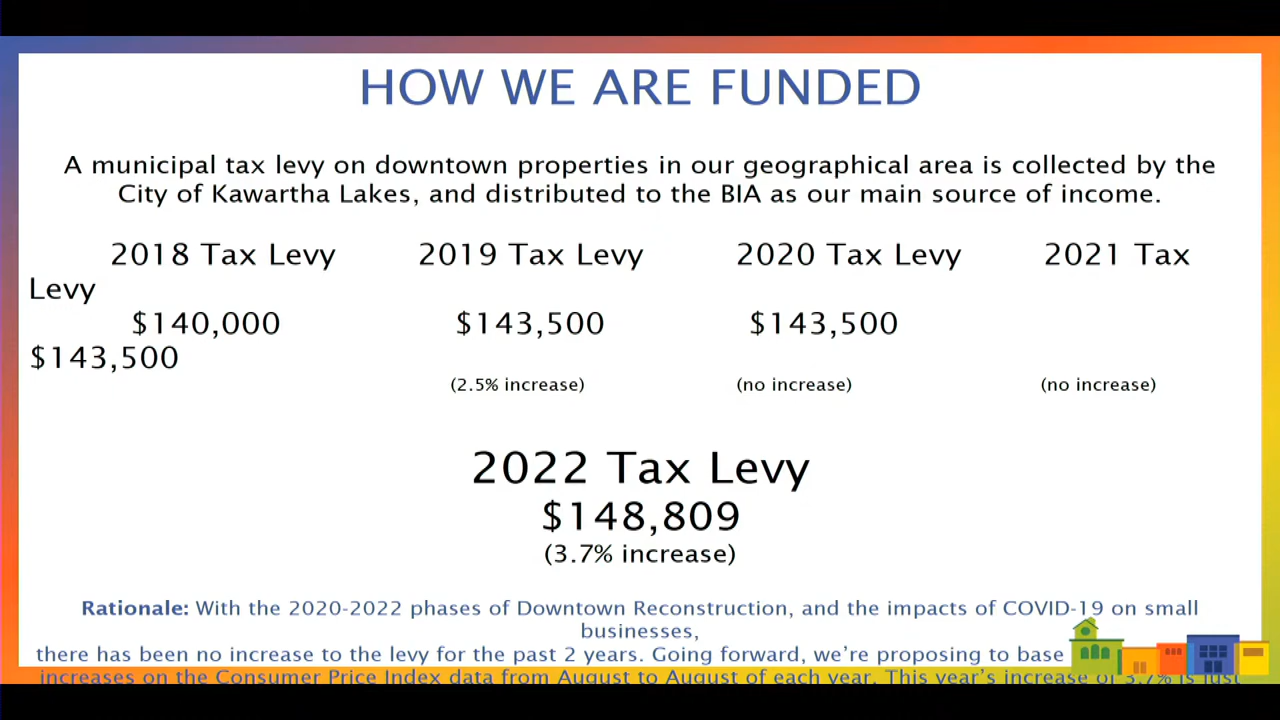 HOW WE ARE FUNDED
A municipal tax levy on downtown properties in our geographical area is collected by the
City of Kawartha Lakes, and distributed to the BIA as our main source of income.
2018 Tax Levy 2019 Tax Levy 2020 Tax Levy 2021 Tax
Levy
$140,000 $143,500 $143,500
$143,500
(2.5% increase) (no increase) (no increase)
2022 Tax Levy
$148,809
(3.7% increase)
Rationale: With the 2020-2022 phases of Downtown Reconstruction, and the impacts of COVID-19 on small
businesses,
there has been no increase to the levy for the past 2 years. Going forward, we're proposing to base
increases on the Consumer Price Index data from August to August of each year. This year's increase of 3.7% is just